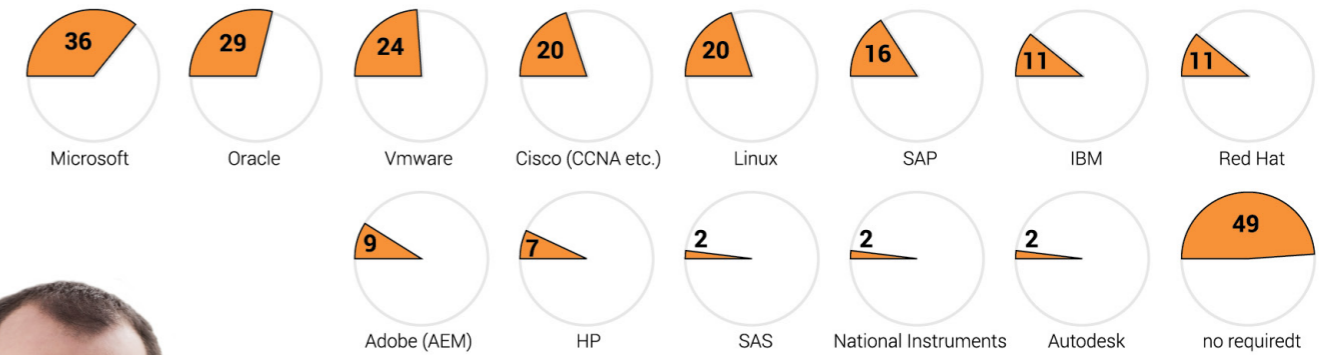 36 29 24 20 20 16 11 11
Microsoft Oracle Vmware Cisco (CCNA etc.) Linux SAP IBM Red Hat
9 7 2 2 2 49
Adobe (AEM) HP SAS National Instruments Autodesk no requiredt